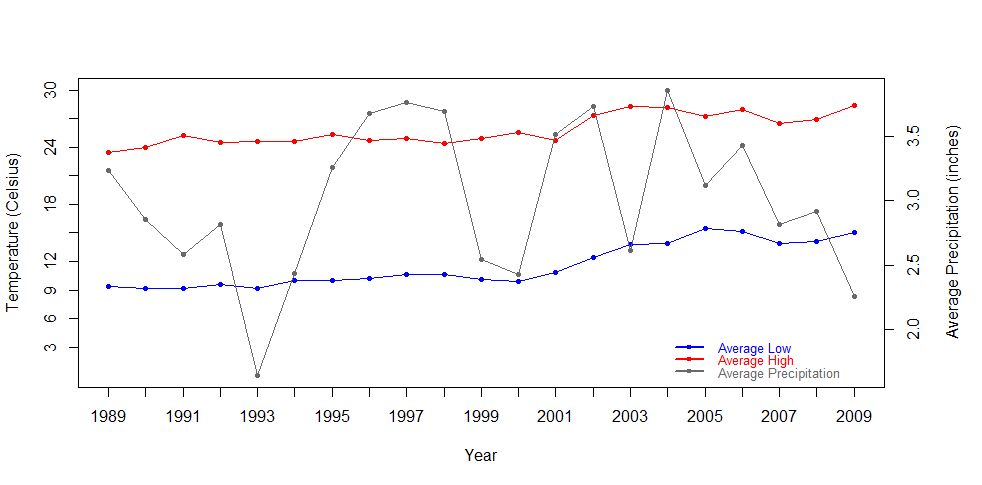 Temperature (Celsius)
30
24
18
12
9
6
3
3.5
3.0
2.5
2.0
Average Precipitation (inches)
Average Low
Average High
Average Precipitation
1989 1991 1993 1995 1997 1999 2001 2003 2005 2007 2009
Year